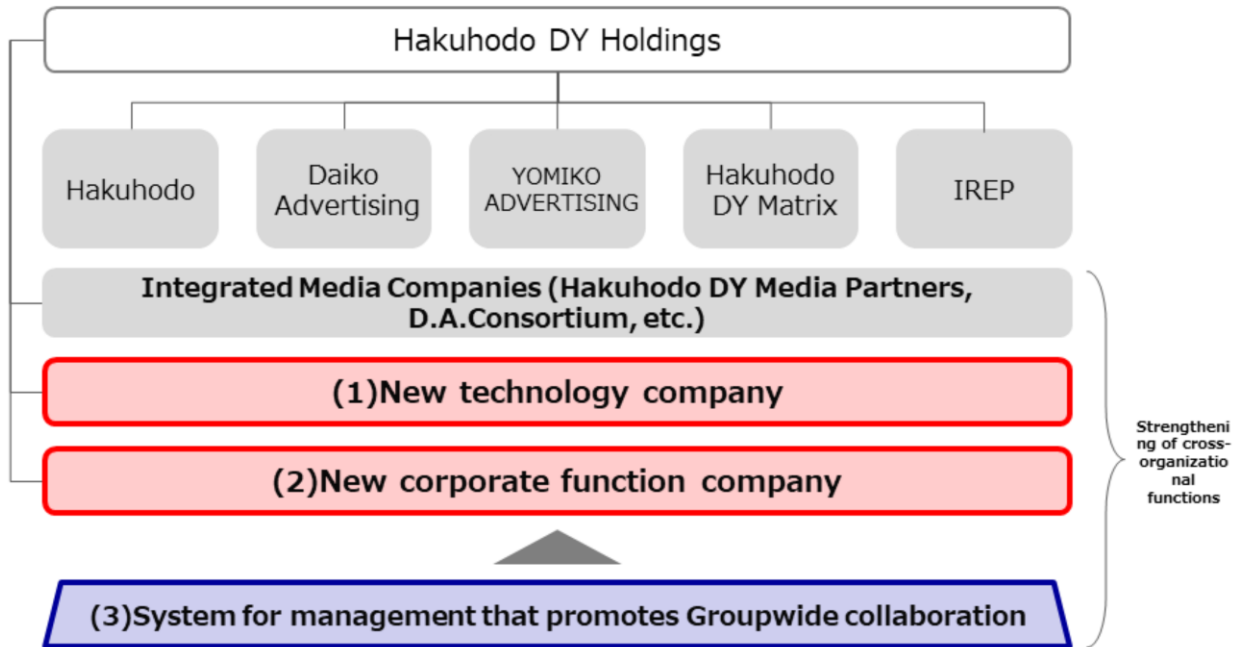 Hakuhodo DY Holdings
Hakuhodo
Daiko
Advertising
YOMIKO
ADVERTISING
Hakuhodo
DY Matrix
IREP
Integrated Media Companies (Hakuhodo DY Media Partners,
D.A.Consortium, etc.)
(1)New technology company
(2)New corporate function company
(3)System for management that promotes Groupwide collaboration
Strengtheni
ng of cross-
organizatio
nal
functions